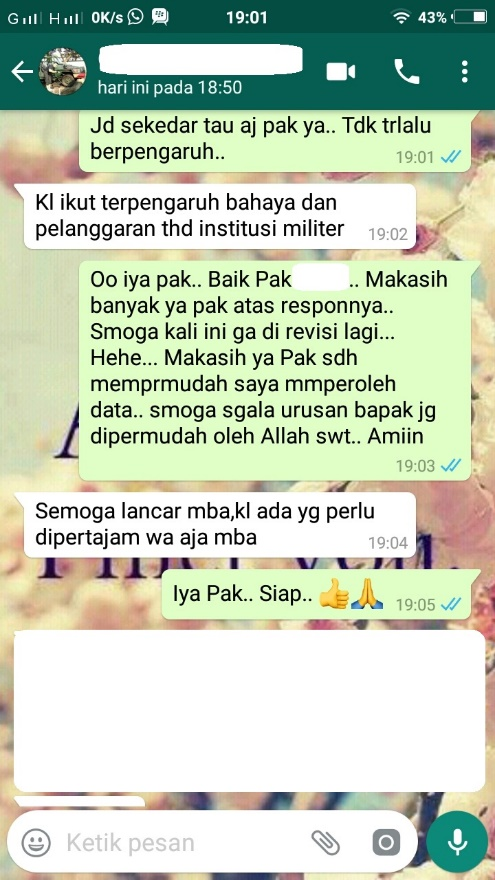 G H 0K/s 19:01 43%
hari ini pada 18:50
Jd sekedar tau aj pak ya.. Tdk trlalu
berpengaruh..
19:01
Kl ikut terpengaruh bahaya dan
pelanggaran thd institusi militer
19:02
Oo iya pak.. Baik Pak .. Makasih
banyak ya pak atas responnya..
Smoga kali ini ga di revisi lagi...
Hehe... Makasih ya Pak sdh
memprmudah saya mmperoleh
data.. smoga sgala urusan bapak jg
dipermudah oleh Allah swt.. Amiin
19:03
Semoga lancar mba,kl ada yg perlu
dipertajam wa aja mba
19:04
Iya Pak.. Siap.. 👍🙏
19:05
Ketik pesan